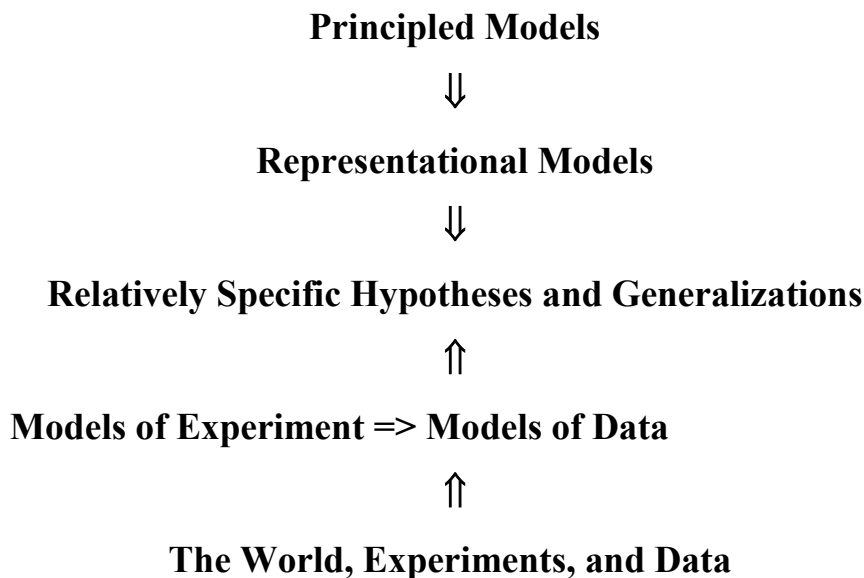 Principled Models
⇓
Representational Models
⇓
Relatively Specific Hypotheses and Generalizations
⇑
Models of Experiment => Models of Data
⇑
The World, Experiments, and Data